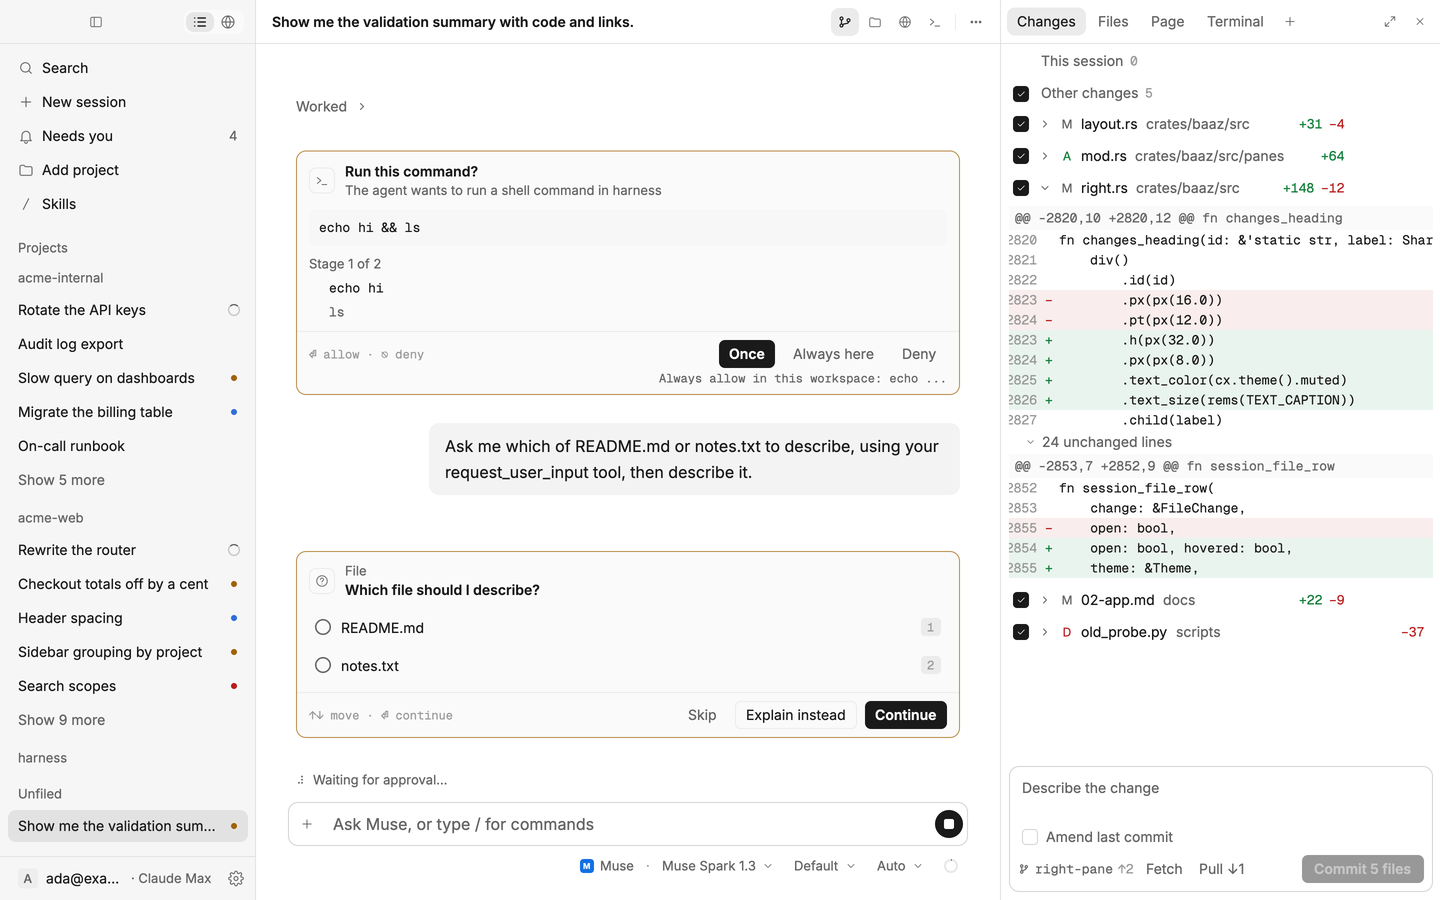 Search
New session
Needs you 4
Add project
Skills
Projects
acme-internal
Rotate the API keys
Audit log export
Slow query on dashboards
Migrate the billing table
On-call runbook
Show 5 more
acme-web
Rewrite the router
Checkout totals off by a cent
Header spacing
Sidebar grouping by project
Search scopes
Show 9 more
harness
Unfiled
Show me the validation sum...
A ada@exa... · Claude Max
Show me the validation summary with code and links.
Worked
Run this command?
The agent wants to run a shell command in harness
echo hi && ls
Stage 1 of 2
echo hi
ls
allow · deny
Once Always here Deny
Always allow in this workspace: echo ...
Ask me which of README.md or notes.txt to describe, using your
request_user_input tool, then describe it.
File
Which file should I describe?
README.md 1
notes.txt 2
↑↓ move · continue
Skip Explain instead Continue
Waiting for approval...
Ask Muse, or type / for commands
M Muse · Muse Spark 1.3 Default Auto
Changes Files Page Terminal
This session 0
Other changes 5
M layout.rs crates/baaz/src +31 −4
A mod.rs crates/baaz/src/panes +64
M right.rs crates/baaz/src +148 −12
@@ -2820,10 +2820,12 @@ fn changes_heading
2820 fn changes_heading(id: &'static str, label: Shar
2821 div()
2822 .id(id)
2823 − .px(px(16.0))
2824 − .pt(px(12.0))
2823 + .h(px(32.0))
2824 + .px(px(8.0))
2825 + .text_color(cx.theme().muted)
2826 + .text_size(rems(TEXT_CAPTION))
2827 .child(label)
24 unchanged lines
@@ -2853,7 +2852,9 @@ fn session_file_row
2852 fn session_file_row(
2853 change: &FileChange,
2855 − open: bool,
2854 + open: bool, hovered: bool,
2855 + theme: &Theme,
M 02-app.md docs +22 −9
D old_probe.py scripts −37
Describe the change
Amend last commit
right-pane ↑2 Fetch Pull ↓1 Commit 5 files